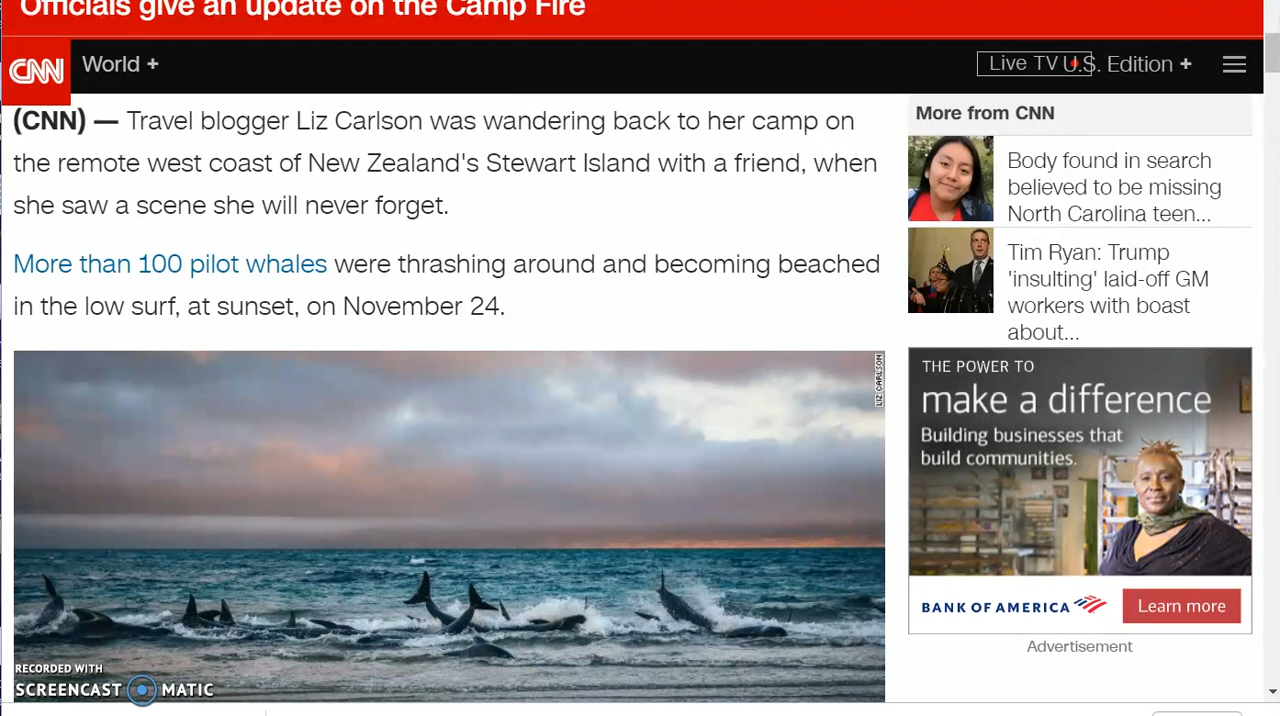 Officials give an update on the Camp Fire
CNN
World +
Live TV
U.S. Edition +
(CNN) — Travel blogger Liz Carlson was wandering back to her camp on
the remote west coast of New Zealand's Stewart Island with a friend, when
she saw a scene she will never forget.
More than 100 pilot whales were thrashing around and becoming beached
in the low surf, at sunset, on November 24.
LIZ CARLSON
RECORDED WITH
SCREENCAST MATIC
More from CNN
Body found in search
believed to be missing
North Carolina teen...
Tim Ryan: Trump
'insulting' laid-off GM
workers with boast
about...
THE POWER TO
make a difference
Building businesses that
build communities.
BANK OF AMERICA
Learn more
Advertisement